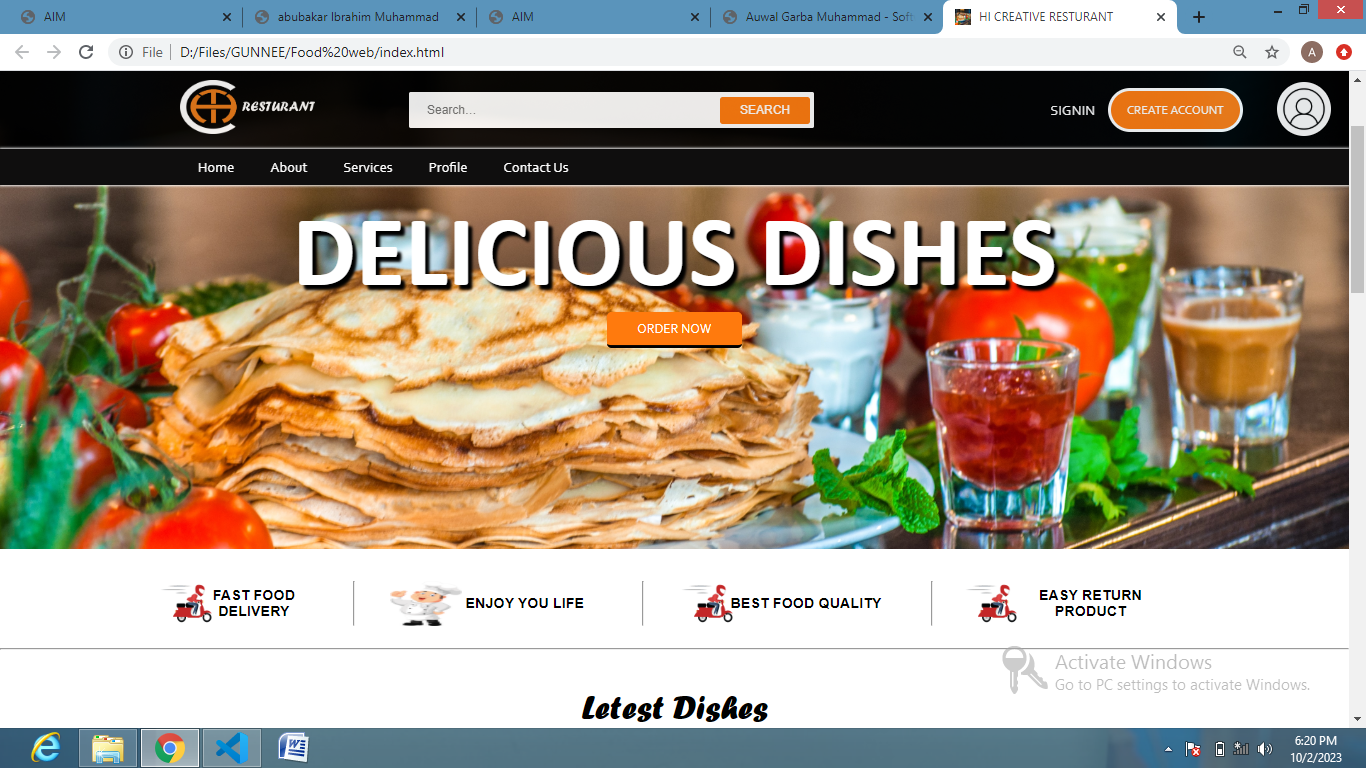 AIM
abubakar Ibrahim Muhammad
AIM
Auwal Garba Muhammad - Soft
HI CREATIVE RESTURANT
File
D:/Files/GUNNEE/Food%20web/index.html
A
RESTURANT
Search...
SEARCH
SIGNIN
CREATE ACCOUNT
Home
About
Services
Profile
Contact Us
DELICIOUS DISHES
ORDER NOW
FAST FOOD
DELIVERY
ENJOY YOU LIFE
BEST FOOD QUALITY
EASY RETURN
PRODUCT
Activate Windows
Go to PC settings to activate Windows.
Letest Dishes
6:20 PM
10/2/2023